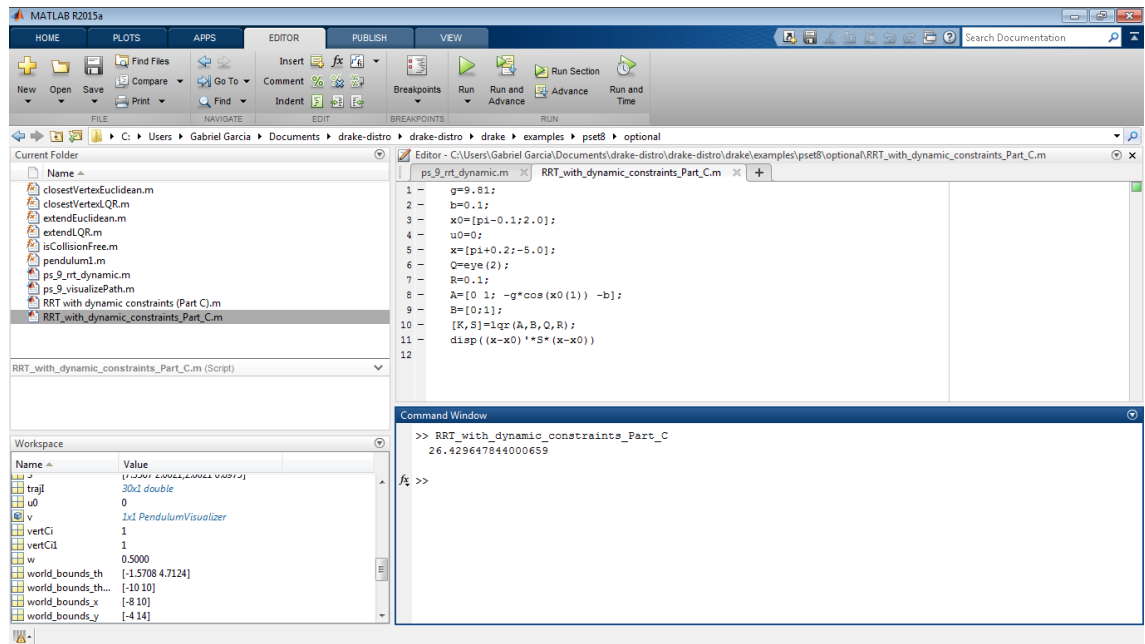 MATLAB R2015a
HOME PLOTS APPS EDITOR PUBLISH VIEW Search Documentation
New Open Save Find Files Compare Print Go To Find Insert Comment Indent Breakpoints Run Run and Advance Run Section Advance Run and Time
FILE NAVIGATE EDIT BREAKPOINTS RUN
C: Users Gabriel Garcia Documents drake-distro drake-distro drake examples pset8 optional
Current Folder
Name
closestVertexEuclidean.m
closestVertexLQR.m
extendEuclidean.m
extendLQR.m
isCollisionFree.m
pendulum1.m
ps_9_rrt_dynamic.m
ps_9_visualizePath.m
RRT with dynamic constraints (Part C).m
RRT_with_dynamic_constraints_Part_C.m
RRT_with_dynamic_constraints_Part_C.m (Script)
Workspace
Name Value
trajI 30x1 double
u0 0
v 1x1 PendulumVisualizer
vertCi 1
vertCi1 1
w 0.5000
world_bounds_th [-1.5708 4.7124]
world_bounds_th... [-10 10]
world_bounds_x [-8 10]
world_bounds_y [-4 14]
Editor - C:\Users\Gabriel Garcia\Documents\drake-distro\drake-distro\drake\examples\pset8\optional\RRT_with_dynamic_constraints_Part_C.m
ps_9_rrt_dynamic.m RRT_with_dynamic_constraints_Part_C.m
1 - g=9.81;
2 - b=0.1;
3 - x0=[pi-0.1;2.0];
4 - u0=0;
5 - x=[pi+0.2;-5.0];
6 - Q=eye(2);
7 - R=0.1;
8 - A=[0 1; -g*cos(x0(1)) -b];
9 - B=[0;1];
10 - [K,S]=lqr(A,B,Q,R);
11 - disp((x-x0)'*S*(x-x0))
12
Command Window
>> RRT_with_dynamic_constraints_Part_C
26.429647844000659
fx >>